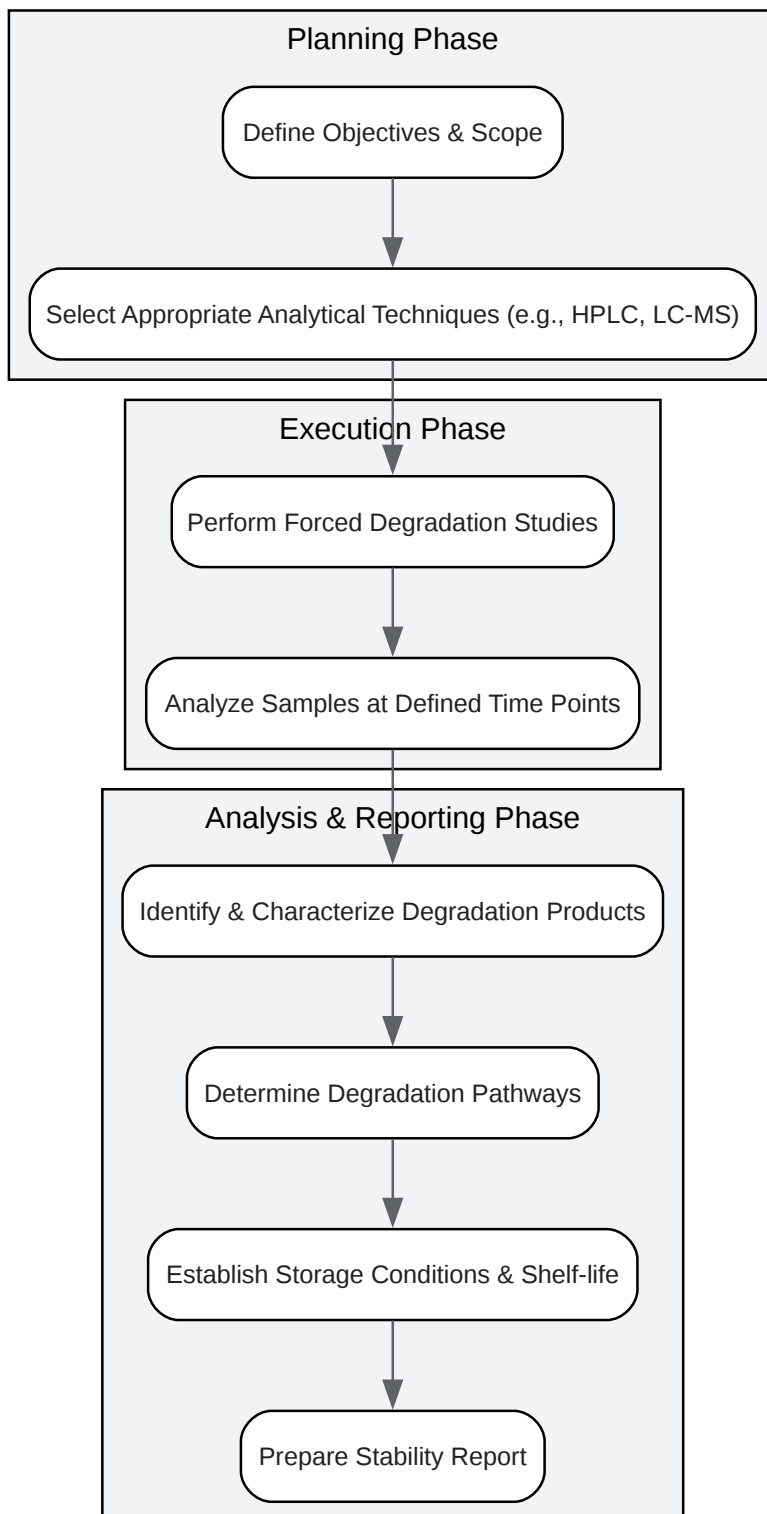 Planning Phase
Define Objectives & Scope
Select Appropriate Analytical Techniques (e.g., HPLC, LC-MS)
Execution Phase
Perform Forced Degradation Studies
Analyze Samples at Defined Time Points
Analysis & Reporting Phase
Identify & Characterize Degradation Products
Determine Degradation Pathways
Establish Storage Conditions & Shelf-life
Prepare Stability Report